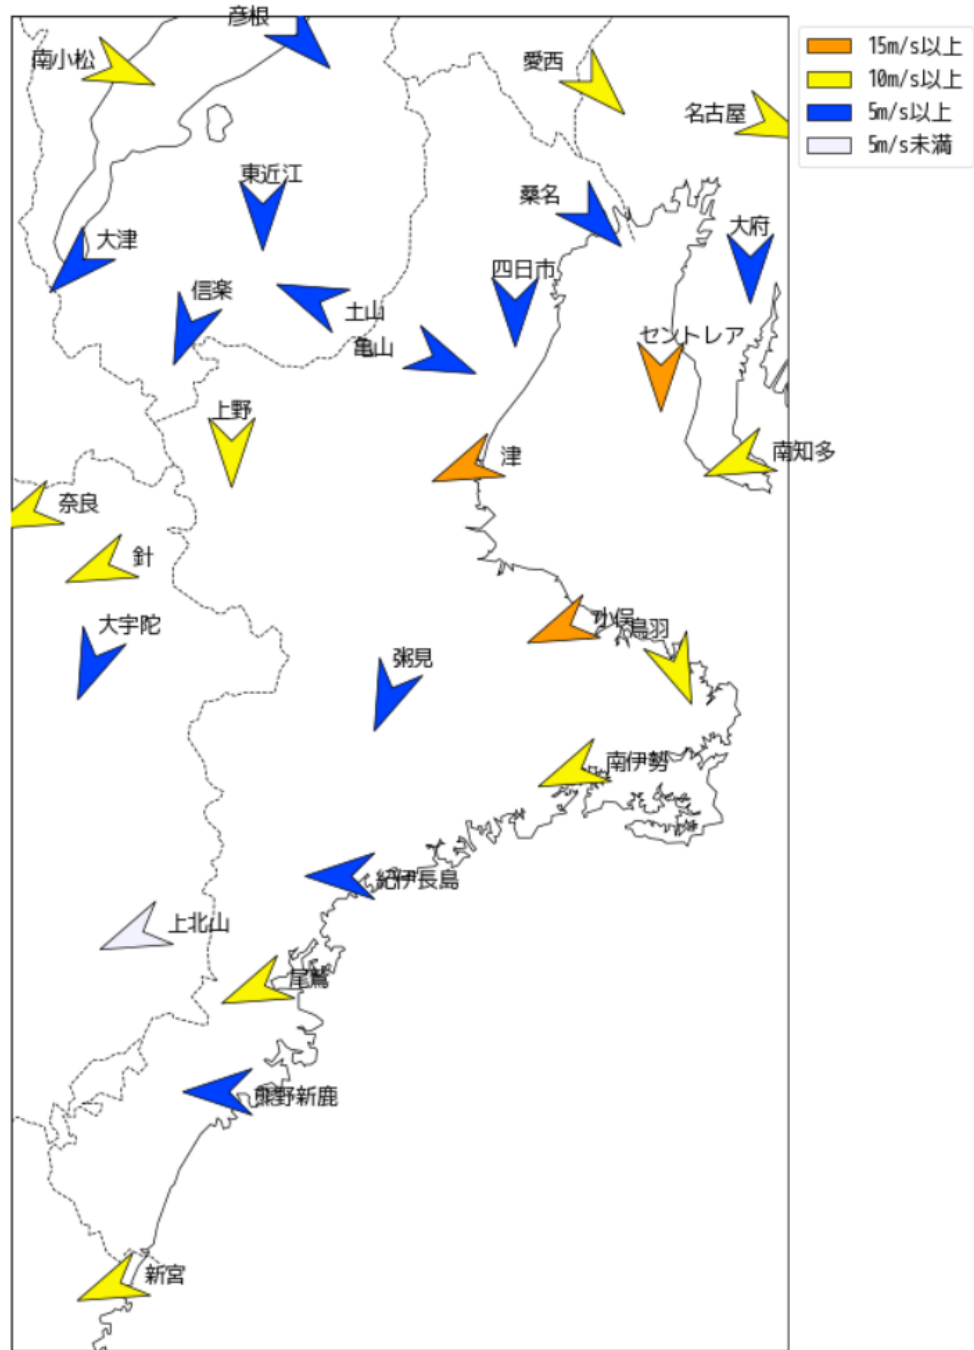 彦根
南小松
愛西
名古屋
東近江
桑名
大津
大府
四日市
信楽
土山
亀山
セントレア
上野
津
南知多
奈良
針
小俣
鳥羽
大宇陀
粥見
南伊勢
紀伊長島
上北山
尾鷲
熊野新鹿
新宮
15m/s以上
10m/s以上
5m/s以上
5m/s未満